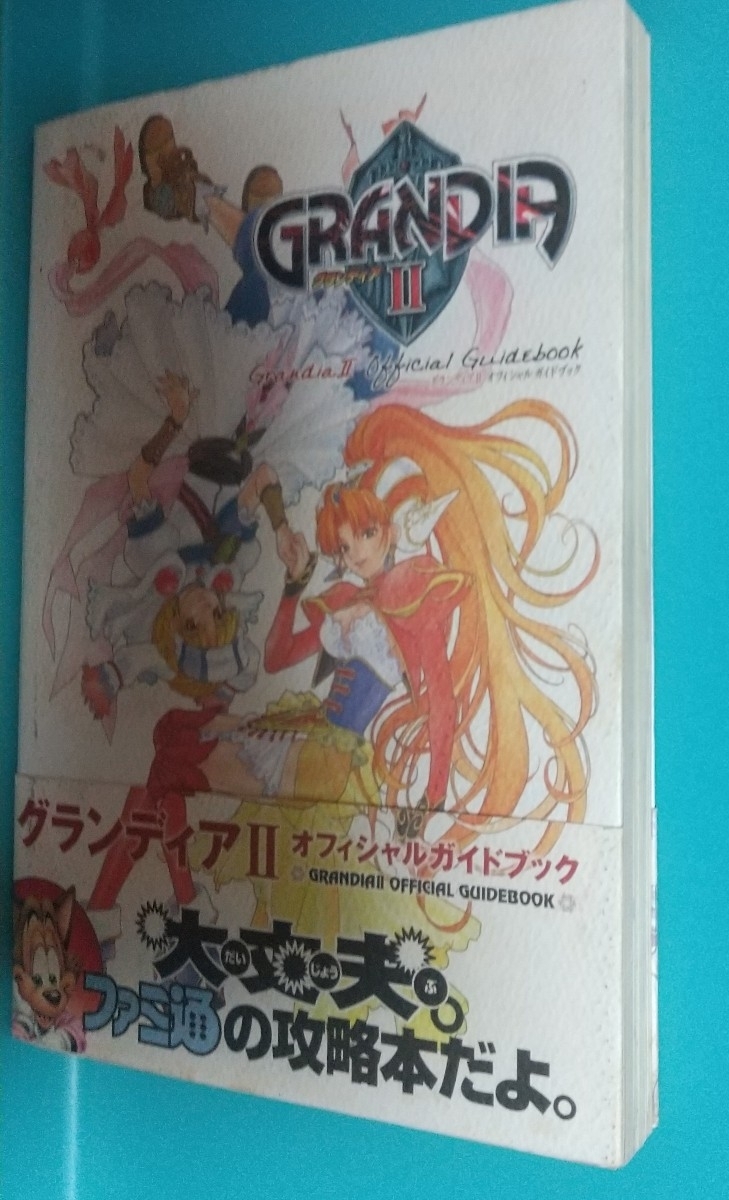 GRANDIA
グランディア
II
Grandia II Official Guidebook
グランディアII オフィシャルガイドブック
グランディアII オフィシャルガイドブック
GRANDIAII OFFICIAL GUIDEBOOK
だいじょうぶ
大丈夫。
ファミ通の攻略本だよ。